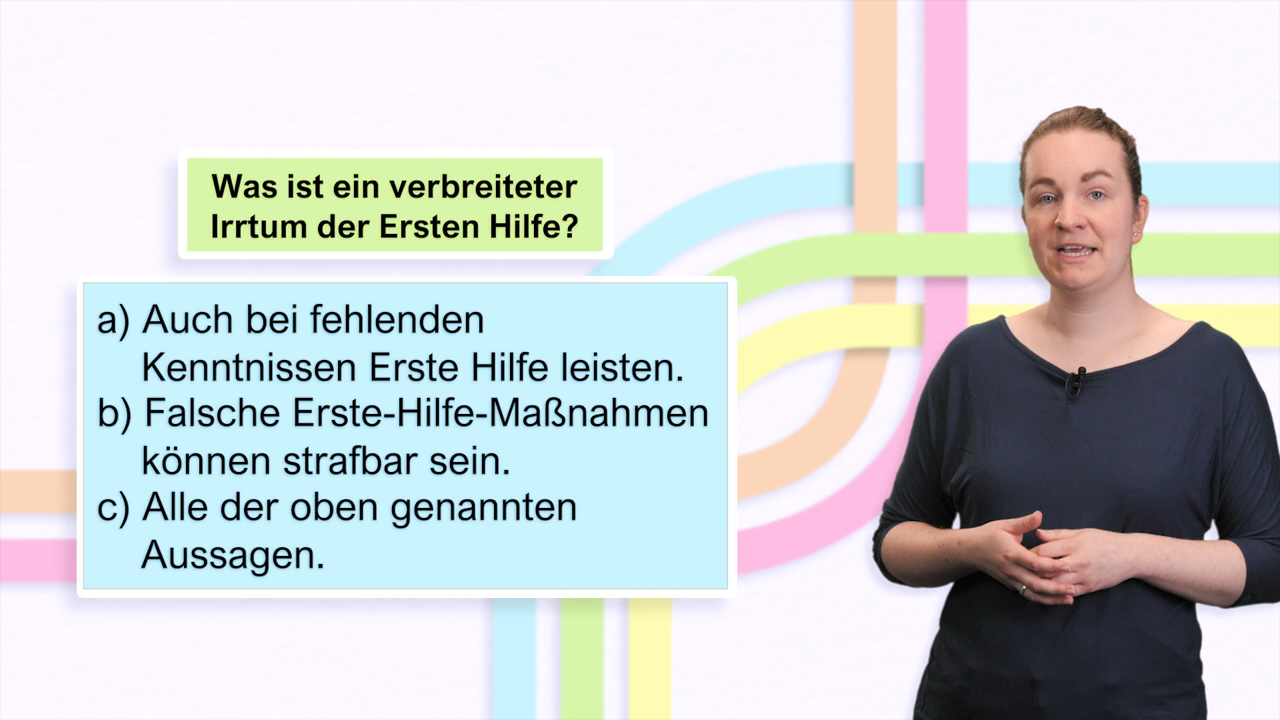 Was ist ein verbreiteter
Irrtum der Ersten Hilfe?
a) Auch bei fehlenden
Kenntnissen Erste Hilfe leisten.
b) Falsche Erste-Hilfe-Maßnahmen
können strafbar sein.
c) Alle der oben genannten
Aussagen.